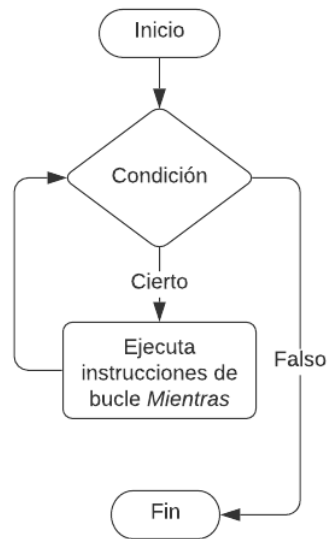 Inicio
Condición
Cierto
Ejecuta
instrucciones de
bucle Mientras
Falso
Fin